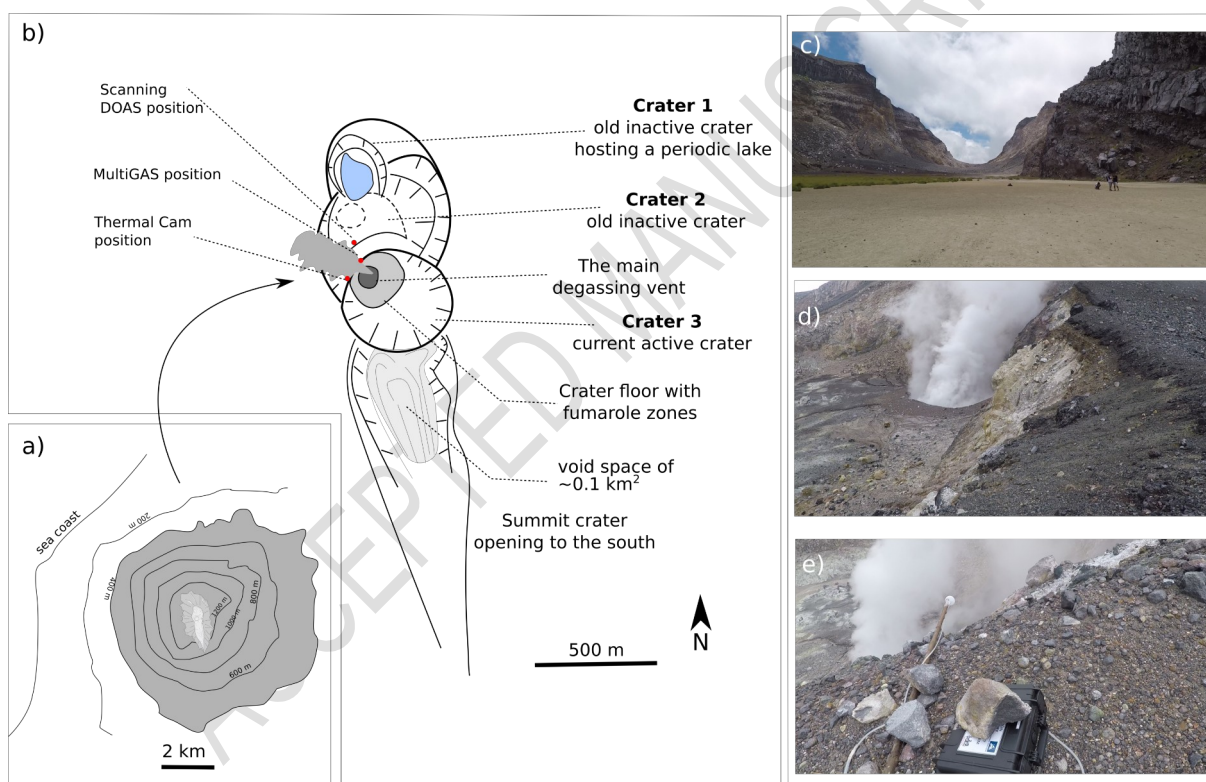 b)
Scanning
DOAS position
MultiGAS position
Thermal Cam
position
Crater 1
old inactive crater
hosting a periodic lake
Crater 2
old inactive crater
The main
degassing vent
Crater 3
current active crater
Crater floor with
fumarole zones
void space of
~0.1 km²
Summit crater
opening to the south
N
500 m
a)
sea coast
200 m
400 m
1200 m
1000 m
800 m
600 m
2 km
c)
d)
e)
ACCEPTED MANUSCRI